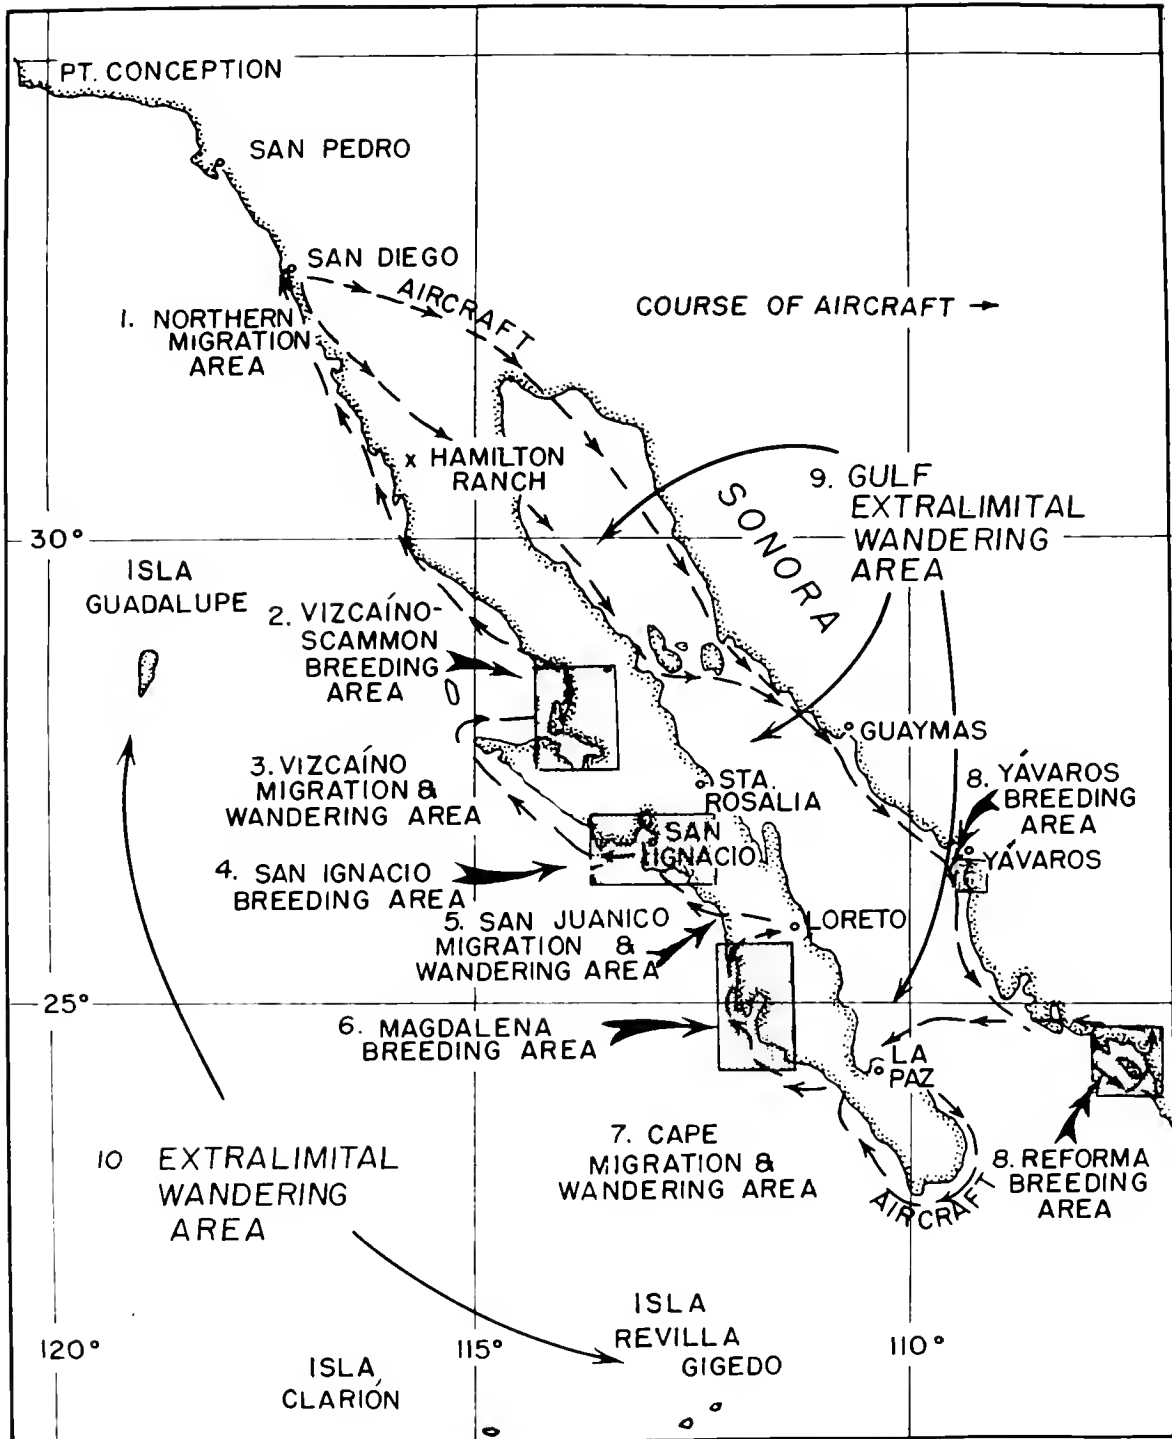 PT. CONCEPTION
SAN PEDRO
SAN DIEGO
AIRCRAFT
COURSE OF AIRCRAFT →
1. NORTHERN
MIGRATION
AREA
x HAMILTON
RANCH
SONORA
9. GULF
EXTRALIMITAL
WANDERING
AREA
30°
ISLA
GUADALUPE
2. VIZCAÍNO-
SCAMMON
BREEDING
AREA
GUAYMAS
3. VIZCAÍNO
MIGRATION &
WANDERING AREA
STA.
ROSALIA
8. YÁVAROS
BREEDING
AREA
YÁVAROS
SAN
IGNACIO
4. SAN IGNACIO
BREEDING AREA
5. SAN JUANICO
MIGRATION &
WANDERING AREA
LORETO
25°
6. MAGDALENA
BREEDING AREA
LA
PAZ
7. CAPE
MIGRATION &
WANDERING AREA
AIRCRAFT
8. REFORMA
BREEDING
AREA
10 EXTRALIMITAL
WANDERING
AREA
ISLA
REVILLA
GIGEDO
120°
115°
110°
ISLA
CLARIÓN